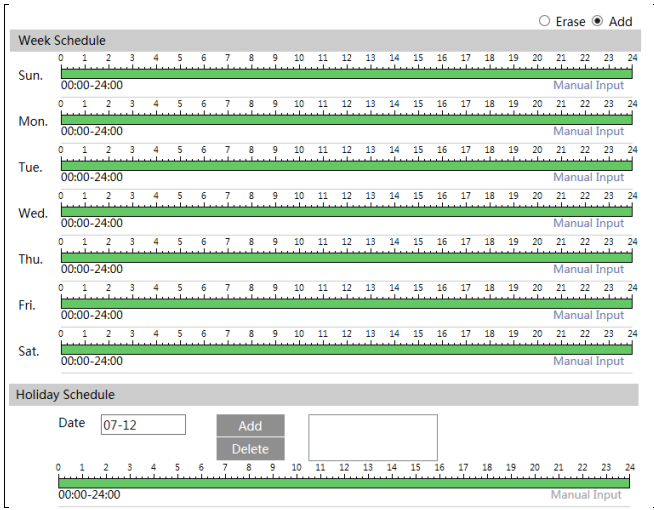 Erase Add
Week Schedule
0 1 2 3 4 5 6 7 8 9 10 11 12 13 14 15 16 17 18 19 20 21 22 23 24
Sun.
00:00-24:00 Manual Input
0 1 2 3 4 5 6 7 8 9 10 11 12 13 14 15 16 17 18 19 20 21 22 23 24
Mon.
00:00-24:00 Manual Input
0 1 2 3 4 5 6 7 8 9 10 11 12 13 14 15 16 17 18 19 20 21 22 23 24
Tue.
00:00-24:00 Manual Input
0 1 2 3 4 5 6 7 8 9 10 11 12 13 14 15 16 17 18 19 20 21 22 23 24
Wed.
00:00-24:00 Manual Input
0 1 2 3 4 5 6 7 8 9 10 11 12 13 14 15 16 17 18 19 20 21 22 23 24
Thu.
00:00-24:00 Manual Input
0 1 2 3 4 5 6 7 8 9 10 11 12 13 14 15 16 17 18 19 20 21 22 23 24
Fri.
00:00-24:00 Manual Input
0 1 2 3 4 5 6 7 8 9 10 11 12 13 14 15 16 17 18 19 20 21 22 23 24
Sat.
00:00-24:00 Manual Input
Holiday Schedule
Date 07-12 Add
Delete
0 1 2 3 4 5 6 7 8 9 10 11 12 13 14 15 16 17 18 19 20 21 22 23 24
00:00-24:00 Manual Input